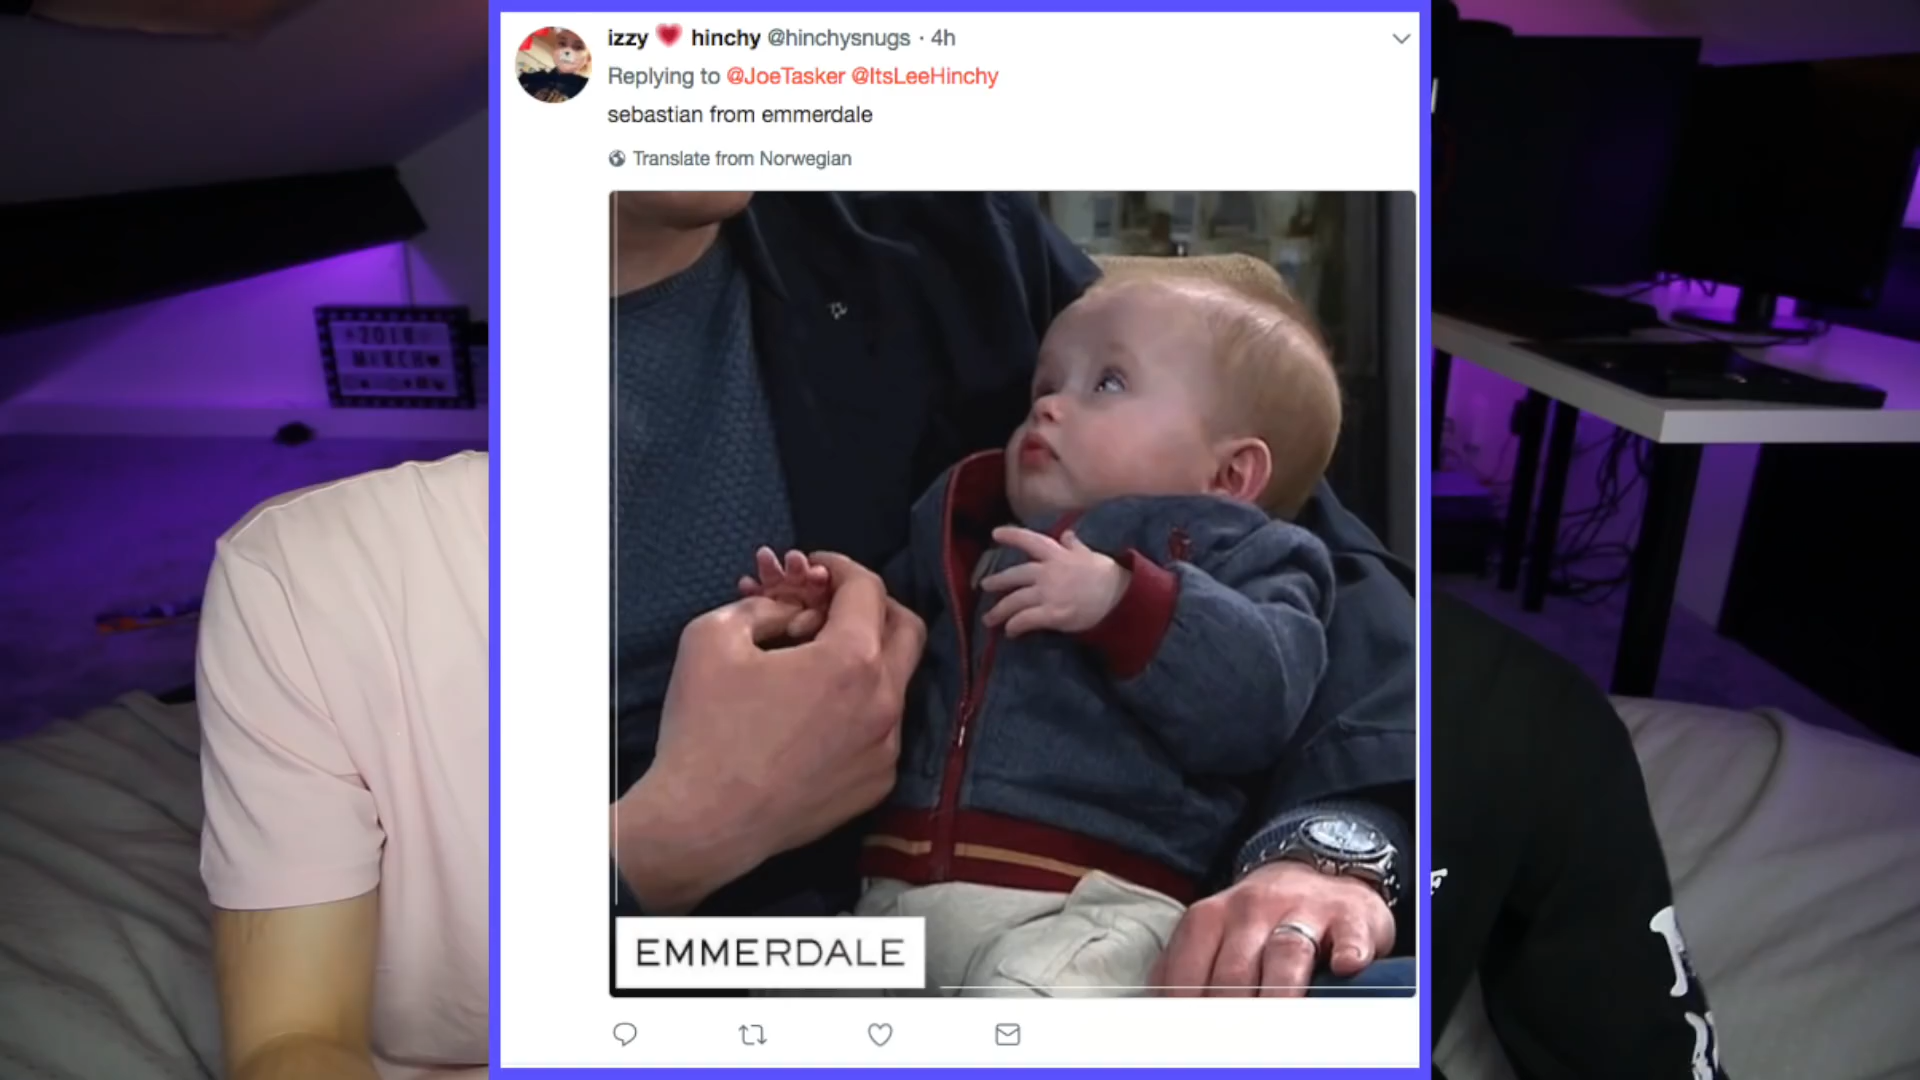 izzy 💗 hinchy @hinchysnugs · 4h
Replying to @JoeTasker @ItsLeeHinchy
sebastian from emmerdale
Translate from Norwegian
EMMERDALE